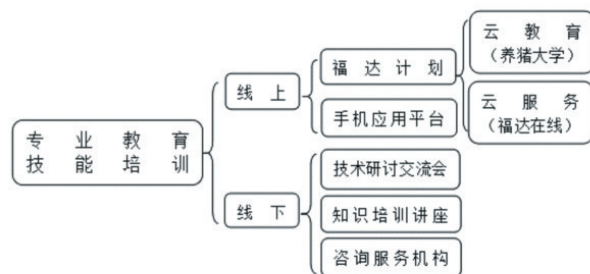 专业教育
技能培训
线上
福达计划
云教育
（养猪大学）
云服务
（福达在线）
手机应用平台
线下
技术研讨交流会
知识培训讲座
咨询服务机构